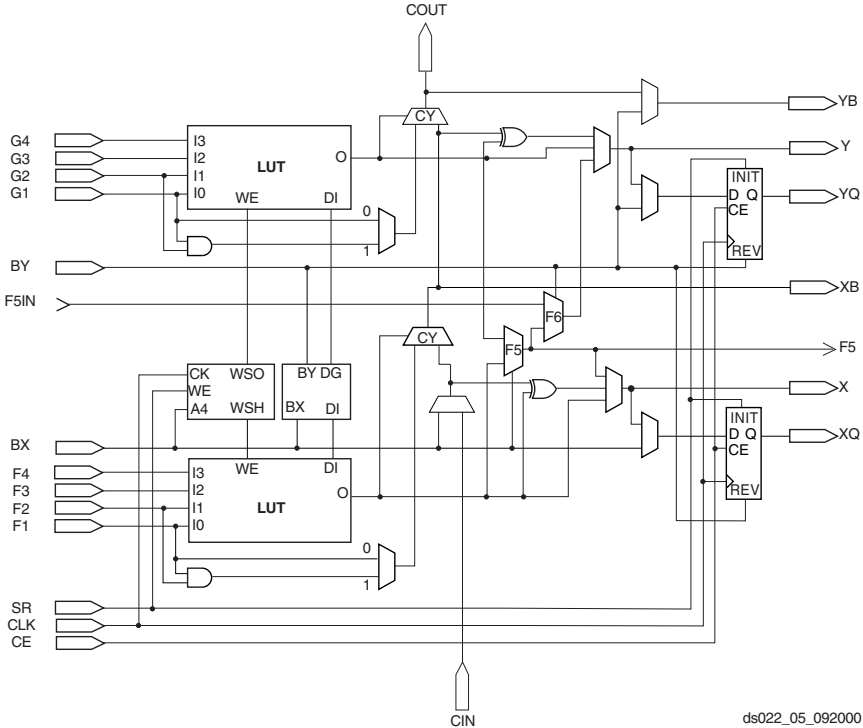 COUT
YB
CY
G4
G3
G2
G1
I3
I2
I1
I0
LUT
O
WE
DI
Y
INIT
D Q
CE
REV
YQ
0
1
BY
XB
F5IN
F6
CY
F5
F5
CK
WSO
WE
A4
WSH
BY DG
BX
DI
X
INIT
D Q
CE
REV
XQ
BX
F4
F3
F2
F1
WE
DI
I3
I2
I1
I0
LUT
O
0
1
SR
CLK
CE
CIN
ds022_05_092000